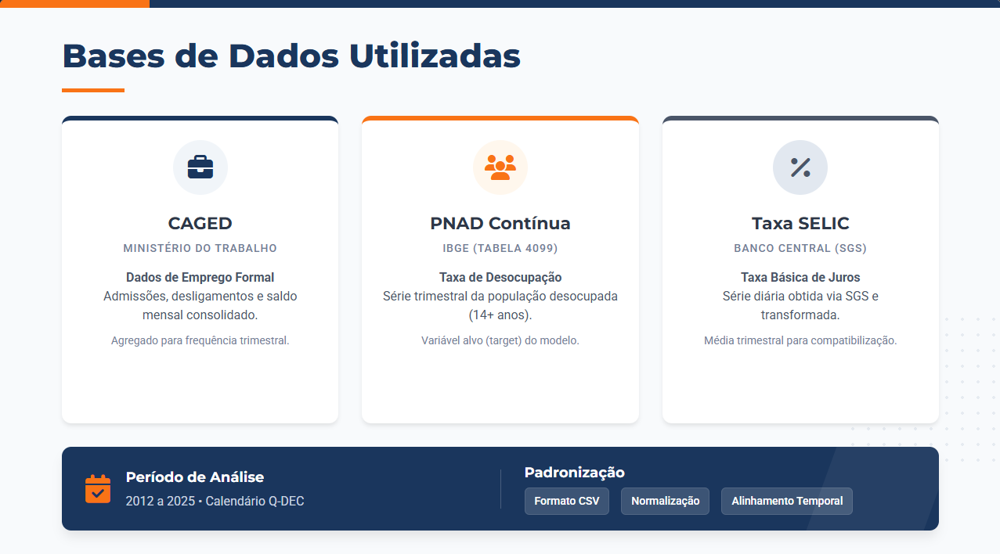 Bases de Dados Utilizadas
CAGED
MINISTÉRIO DO TRABALHO
Dados de Emprego Formal
Admissões, desligamentos e saldo
mensal consolidado.
Agregado para frequência trimestral.
PNAD Contínua
IBGE (TABELA 4099)
Taxa de Desocupação
Série trimestral da população desocupada
(14+ anos).
Variável alvo (target) do modelo.
Taxa SELIC
BANCO CENTRAL (SGS)
Taxa Básica de Juros
Série diária obtida via SGS e
transformada.
Média trimestral para compatibilização.
Período de Análise
2012 a 2025 • Calendário Q-DEC
Padronização
Formato CSV
Normalização
Alinhamento Temporal